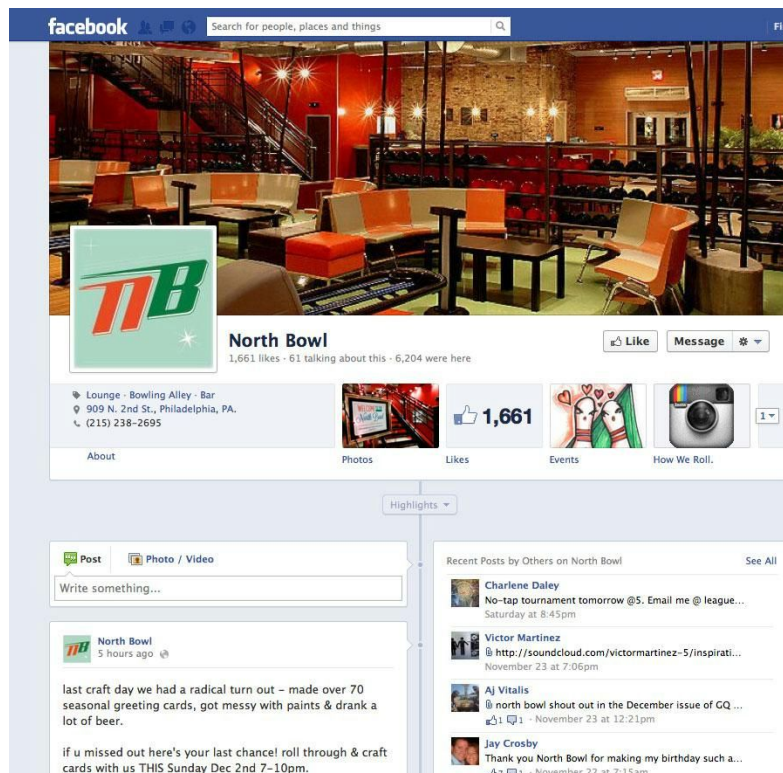 facebook
Search for people, places and things
Fi
NB
North Bowl
1,661 likes · 61 talking about this · 6,204 were here
Like
Message
Lounge · Bowling Alley · Bar
909 N. 2nd St., Philadelphia, PA.
(215) 238-2695
About
1,661
1
Photos
Likes
Events
How We Roll.
Highlights
Post
Photo / Video
Write something...
North Bowl
5 hours ago
last craft day we had a radical turn out – made over 70
seasonal greeting cards, got messy with paints & drank a
lot of beer.
if u missed out here's your last chance! roll through & craft
cards with us THIS Sunday Dec 2nd 7-10pm.
Recent Posts by Others on North Bowl
See All
Charlene Daley
No-tap tournament tomorrow @5. Email me @ league...
Saturday at 8:45pm
Victor Martinez
http://soundcloud.com/victormartinez-5/inspirati...
November 23 at 7:06pm
Aj Vitalis
north bowl shout out in the December issue of GQ ...
1 1 · November 23 at 12:21pm
Jay Crosby
Thank you North Bowl for making my birthday such a...
November 22 at 7:15am